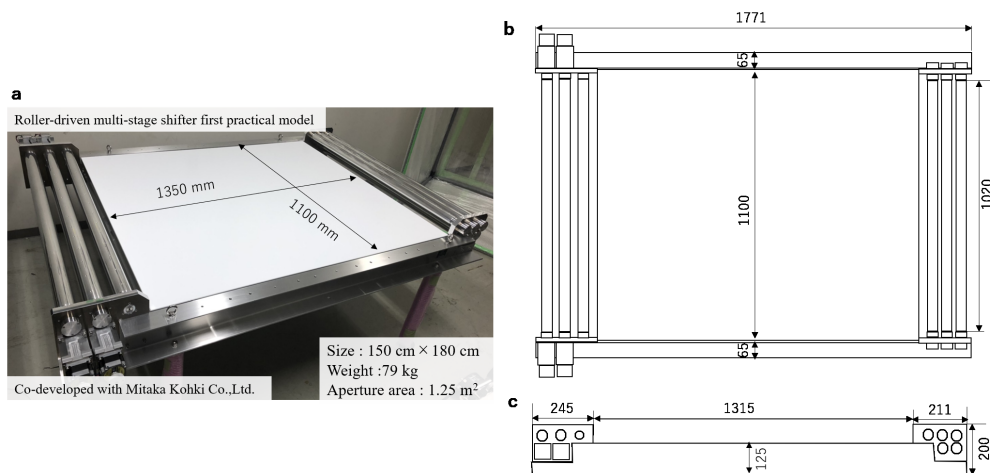 a
Roller-driven multi-stage shifter first practical model
1350 mm
1100 mm
Size : 150 cm × 180 cm
Weight :79 kg
Aperture area : 1.25 m²
Co-developed with Mitaka Kohki Co.,Ltd.
b
1771
65
1100
1020
65
c
245
1315
211
125
200